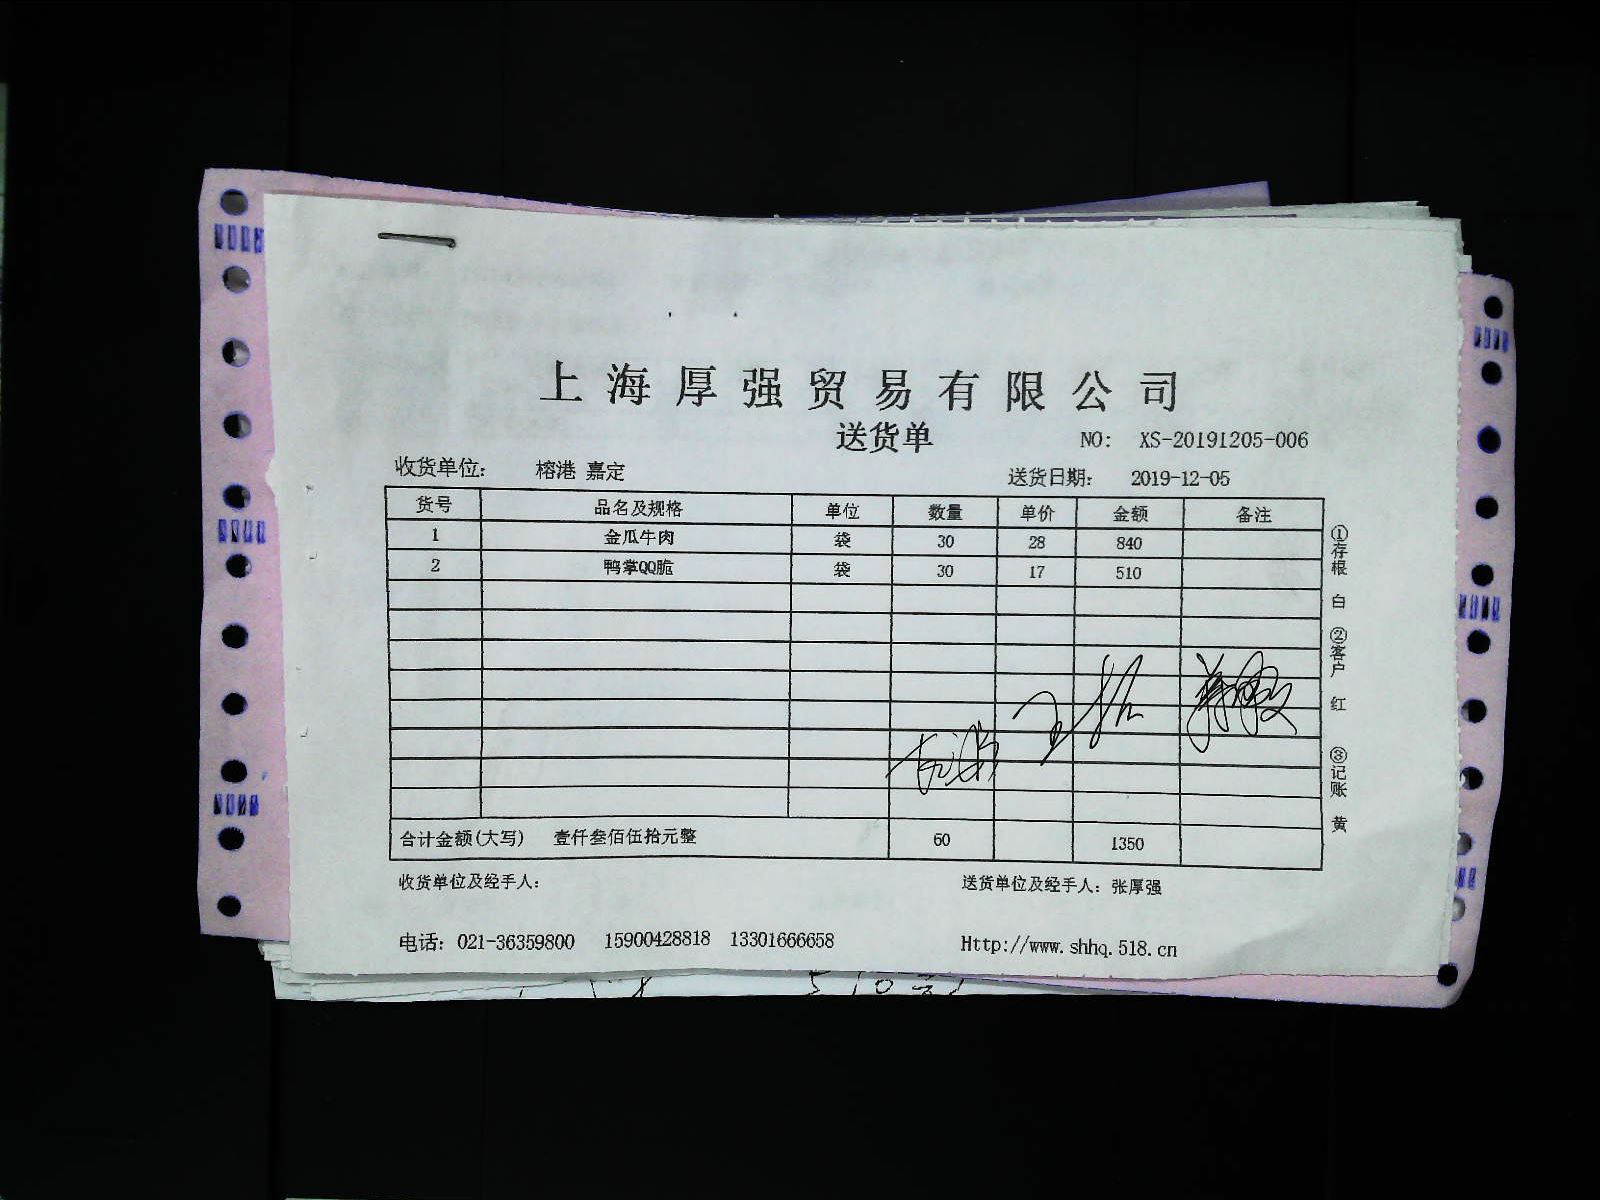 上海厚强贸易有限公司
送货单
NO: XS-20191205-006
收货单位: 榕港 嘉定
送货日期: 2019-12-05
货号 品名及规格 单位 数量 单价 金额 备注
1 金瓜牛肉 袋 30 28 840
2 鸭掌QQ脆 袋 30 17 510
合计金额(大写) 壹仟叁佰伍拾元整 60 1350
①存根 白 ②客户 红 ③记账 黄
收货单位及经手人:
送货单位及经手人: 张厚强
电话: 021-36359800 15900428818 13301666658
Http://www.shhq.518.cn